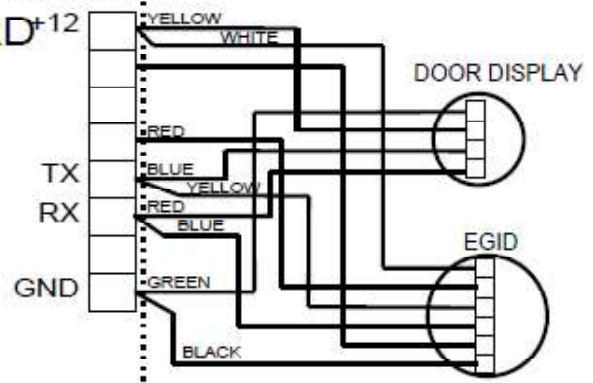 D+12
YELLOW
WHITE
DOOR DISPLAY
RED
TX
BLUE
YELLOW
RX
RED
BLUE
EGID
GND
GREEN
BLACK